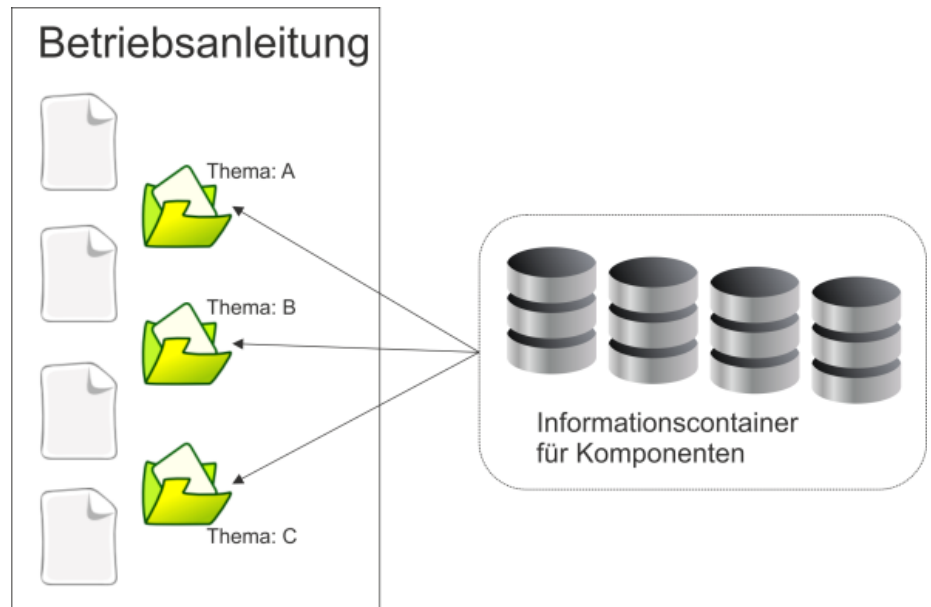 Betriebsanleitung
Thema: A
Thema: B
Thema: C
Informationscontainer
für Komponenten